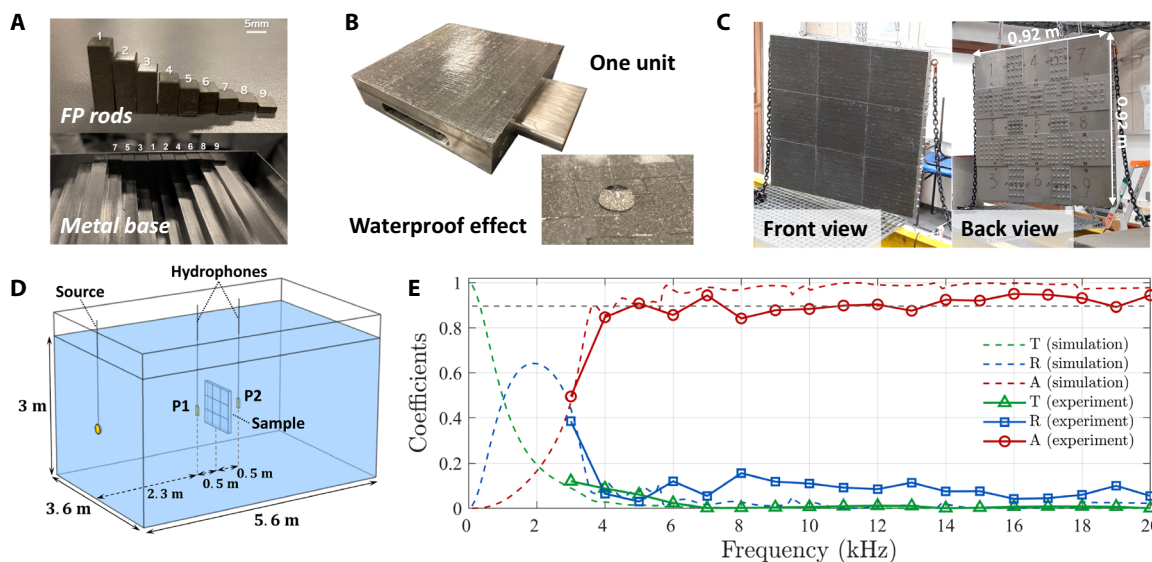 A
5mm
1
2
3
4
5
6
7
8
9
FP rods
7 5 3 1 2 4 6 8 9
Metal base
B
One unit
Waterproof effect
C
Front view
0.92 m
0.92 m
1
4
7
8
3
6
9
Back view
D
Hydrophones
Source
3 m
P1
P2
Sample
2.3 m
0.5 m
0.5 m
3.6 m
5.6 m
E
Coefficients
1
0.8
0.6
0.4
0.2
0
T (simulation)
R (simulation)
A (simulation)
T (experiment)
R (experiment)
A (experiment)
0 2 4 6 8 10 12 14 16 18 20
Frequency (kHz)